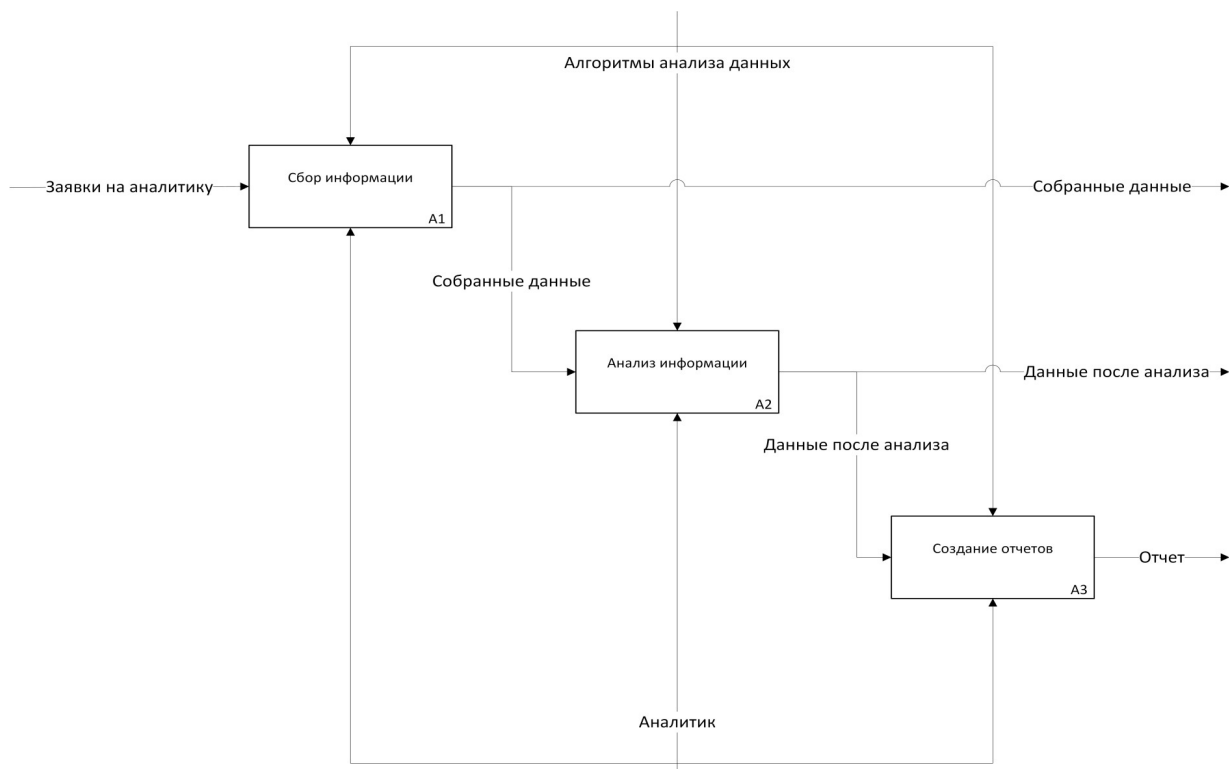 Алгоритмы анализа данных
Сбор информации
Заявки на аналитику
Собранные данные
A1
Собранные данные
Анализ информации
Данные после анализа
A2
Данные после анализа
Создание отчетов
Отчет
A3
Аналитик